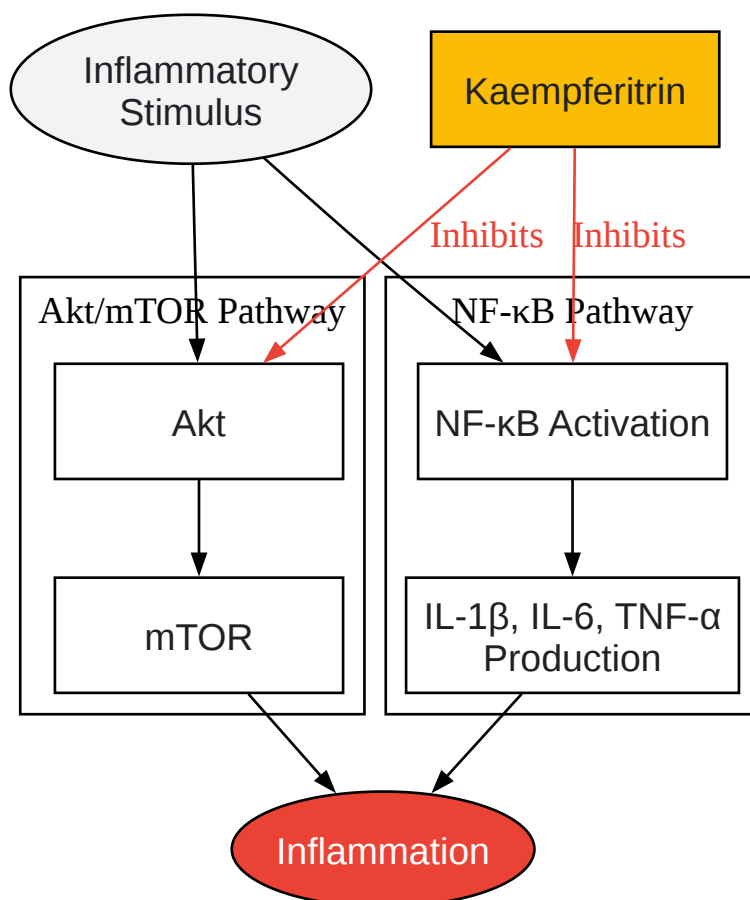 Inflammatory
Stimulus
Kaempferitrin
Inhibits
Inhibits
Akt/mTOR Pathway
NF-κB Pathway
Akt
NF-κB Activation
mTOR
IL-1β, IL-6, TNF-α
Production
Inflammation